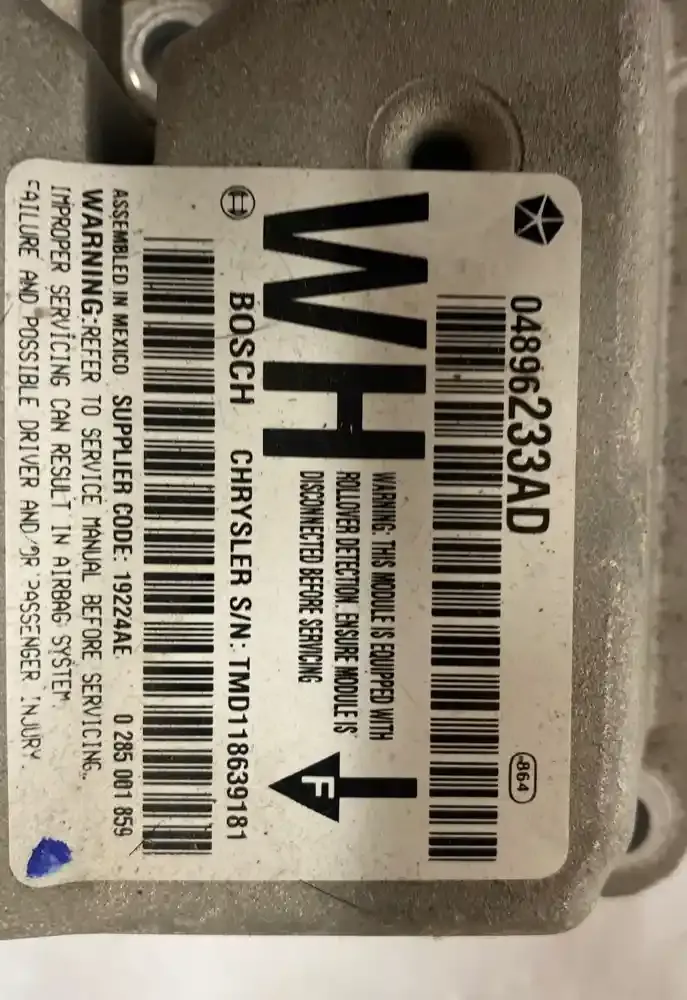 04896233AD
864
WH
WARNING: THIS MODULE IS EQUIPPED WITH
ROLLOVER DETECTION. ENSURE MODULE IS
DISCONNECTED BEFORE SERVICING
F
BOSCH CHRYSLER S/N: TMD118639181
ASSEMBLED IN MEXICO SUPPLIER CODE: 19224AE. 0 285 001 859
WARNING:REFER TO SERVICE MANUAL BEFORE SERVICING.
IMPROPER SERVICING CAN RESULT IN AIRBAG SYSTEM
FAILURE AND POSSIBLE DRIVER AND/OR PASSENGER INJURY.